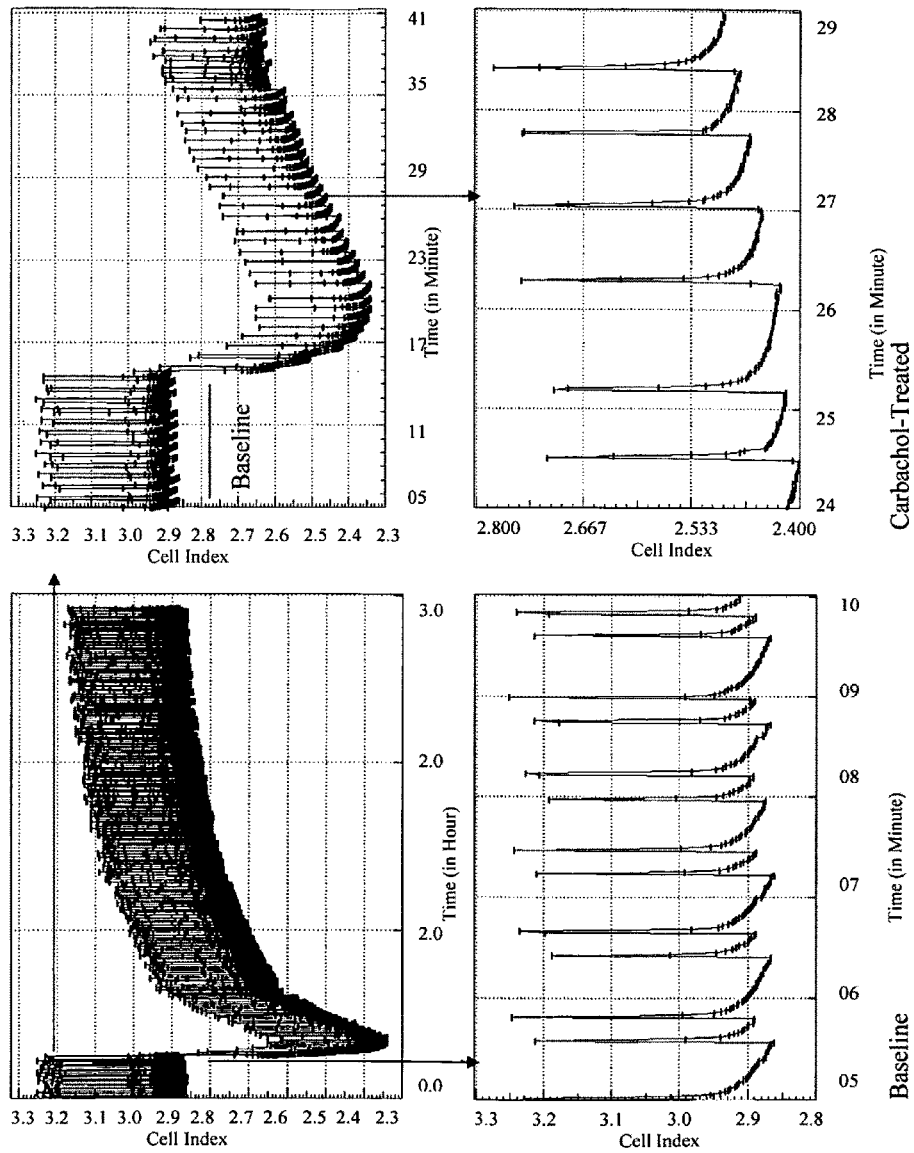 41
35
29
23
17
11
05
Time (in Minute)
Baseline
3.3 3.2 3.1 3.0 2.9 2.8 2.7 2.6 2.5 2.4 2.3
Cell Index
29
28
27
26
25
24
Time (in Minute)
2.800 2.667 2.533 2.400
Cell Index
Carbachol-Treated
3.0
2.0
2.0
0.0
Time (in Hour)
3.3 3.2 3.1 3.0 2.9 2.8 2.7 2.6 2.5 2.4 2.3
Cell Index
10
09
08
07
06
05
Time (in Minute)
3.3 3.2 3.1 3.0 2.9 2.8
Cell Index
Baseline